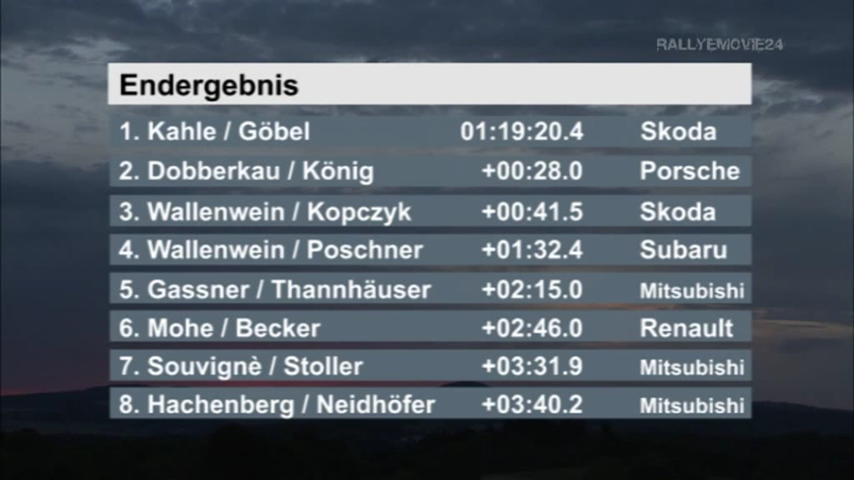 RALLYEMOVIE24
Endergebnis
1. Kahle / Göbel 01:19:20.4 Skoda
2. Dobberkau / König +00:28.0 Porsche
3. Wallenwein / Kopczyk +00:41.5 Skoda
4. Wallenwein / Poschner +01:32.4 Subaru
5. Gassner / Thannhäuser +02:15.0 Mitsubishi
6. Mohe / Becker +02:46.0 Renault
7. Souvignè / Stoller +03:31.9 Mitsubishi
8. Hachenberg / Neidhöfer +03:40.2 Mitsubishi